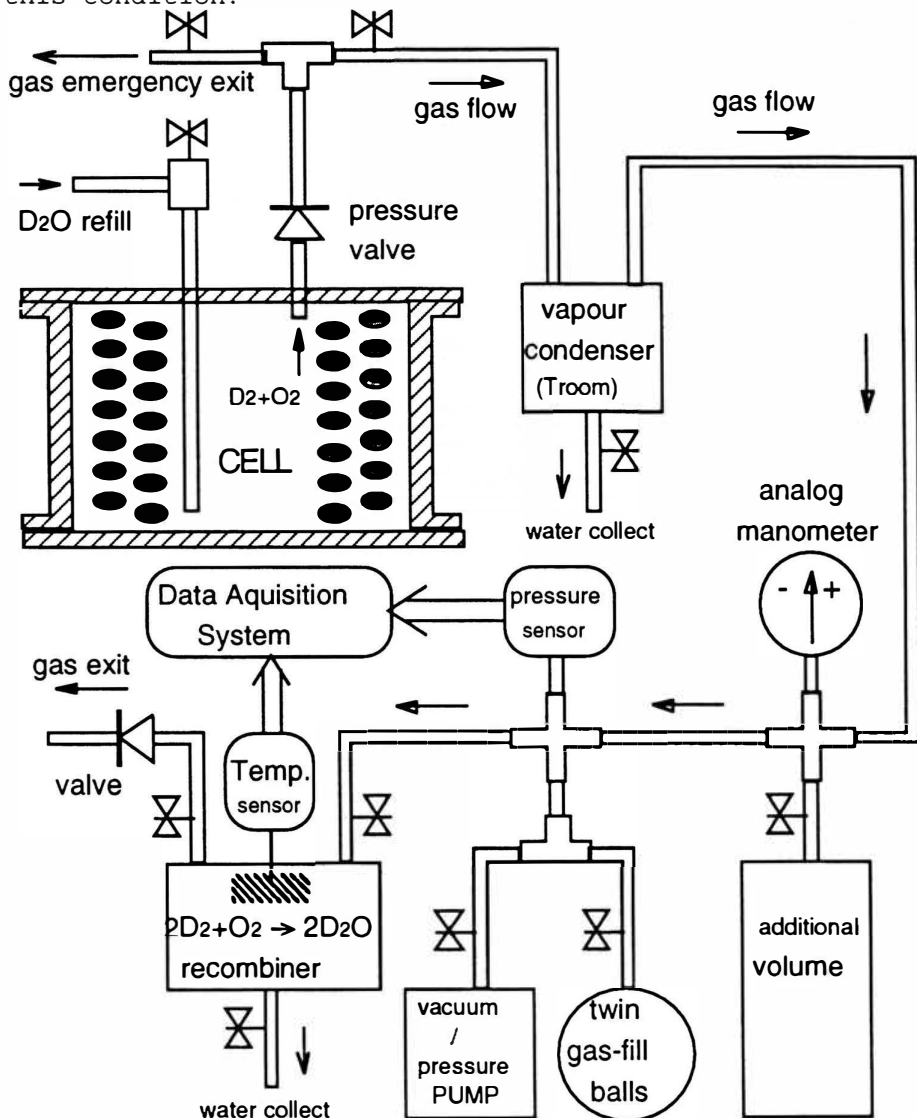 this condition.
gas emergency exit
gas flow
gas flow
D2O refill
pressure
valve
vapour
condenser
(Troom)
D2+O2
CELL
water collect
analog
manometer
- +
Data Aquisition
System
pressure
sensor
gas exit
valve
Temp.
sensor
2D2+O2 → 2D2O
recombiner
water collect
vacuum
/
pressure
PUMP
twin
gas-fill
balls
additional
volume